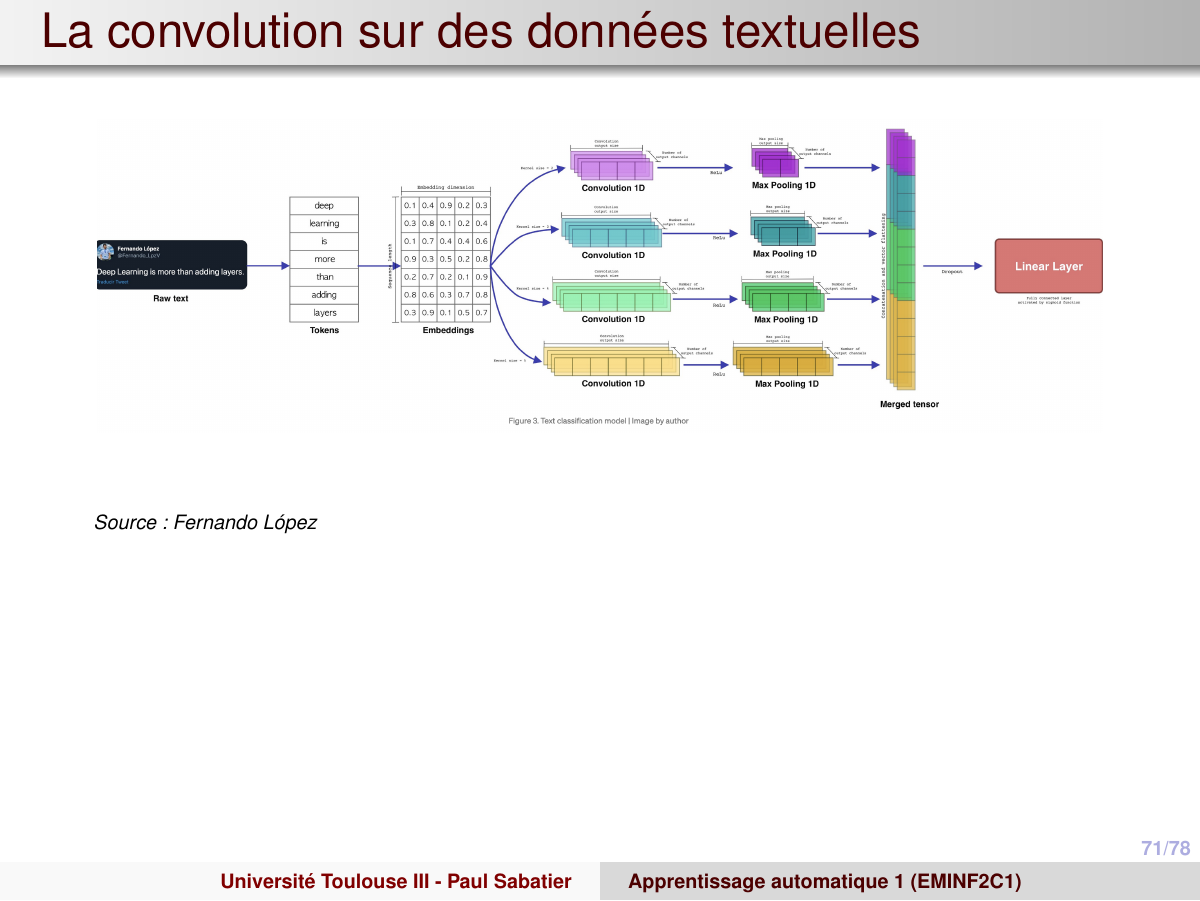 La convolution sur des données textuelles
Fernando López
@Fernando_LpzV
Deep Learning is more than adding layers.
Raw text
deep
learning
is
more
than
adding
layers
Tokens
Embedding dimension
Sequence length
0.1 0.4 0.9 0.2 0.3
0.3 0.8 0.1 0.2 0.4
0.1 0.7 0.4 0.4 0.6
0.9 0.3 0.5 0.2 0.8
0.2 0.7 0.2 0.1 0.9
0.8 0.6 0.3 0.7 0.8
0.3 0.9 0.1 0.5 0.7
Embeddings
Kernel size =
Convolution
output size
Number of
output channels
Convolution 1D
ReLu
Max pooling
output size
Number of
output channels
Max Pooling 1D
Kernel size =
Convolution
output size
Number of
output channels
Convolution 1D
ReLu
Max pooling
output size
Number of
output channels
Max Pooling 1D
Kernel size =
Convolution
output size
Number of
output channels
Convolution 1D
ReLu
Max pooling
output size
Number of
output channels
Max Pooling 1D
Kernel size =
Convolution
output size
Number of
output channels
Convolution 1D
ReLu
Max pooling
output size
Number of
output channels
Max Pooling 1D
Concatenation and vector flattening
Merged tensor
Dropout
Linear Layer
Fully connected layer
activated by sigmoid function
Figure 3. Text classification model | Image by author
Source : Fernando López
71/78
Université Toulouse III - Paul Sabatier
Apprentissage automatique 1 (EMINF2C1)